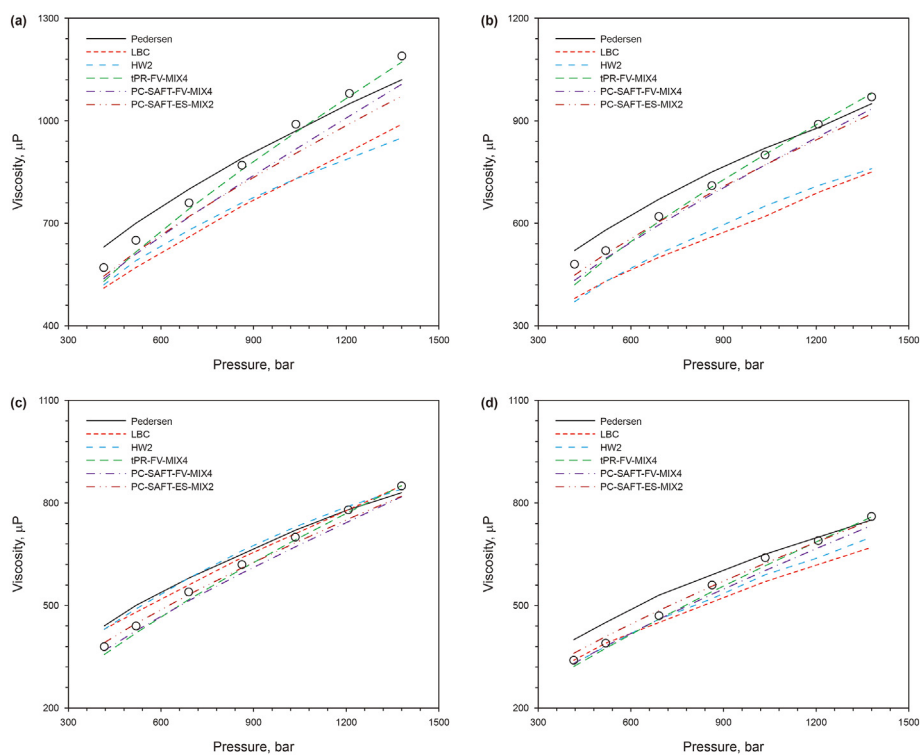 (a)
1300
1000
700
400
Viscosity, μP
Pedersen
LBC
HW2
tPR-FV-MIX4
PC-SAFT-FV-MIX4
PC-SAFT-ES-MIX2
300 600 900 1200 1500
Pressure, bar
(b)
1200
900
600
300
Viscosity, μP
Pedersen
LBC
HW2
tPR-FV-MIX4
PC-SAFT-FV-MIX4
PC-SAFT-ES-MIX2
300 600 900 1200 1500
Pressure, bar
(c)
1100
800
500
200
Viscosity, μP
Pedersen
LBC
HW2
tPR-FV-MIX4
PC-SAFT-FV-MIX4
PC-SAFT-ES-MIX2
300 600 900 1200 1500
Pressure, bar
(d)
1100
800
500
200
Viscosity, μP
Pedersen
LBC
HW2
tPR-FV-MIX4
PC-SAFT-FV-MIX4
PC-SAFT-ES-MIX2
300 600 900 1200 1500
Pressure, bar